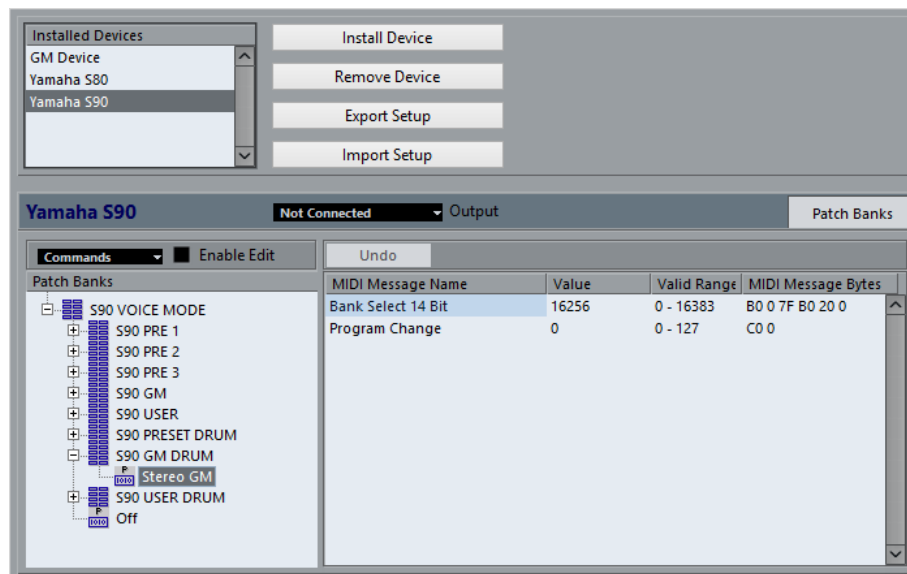 Installed Devices
GM Device
Yamaha S80
Yamaha S90
Install Device
Remove Device
Export Setup
Import Setup
Yamaha S90
Not Connected
Output
Patch Banks
Commands
Enable Edit
Undo
Patch Banks
S90 VOICE MODE
S90 PRE 1
S90 PRE 2
S90 PRE 3
S90 GM
S90 USER
S90 PRESET DRUM
S90 GM DRUM
P 1010 Stereo GM
S90 USER DRUM
P 1010 Off
MIDI Message Name Value Valid Range MIDI Message Bytes
Bank Select 14 Bit 16256 0 - 16383 B0 0 7F B0 20 0
Program Change 0 0 - 127 C0 0